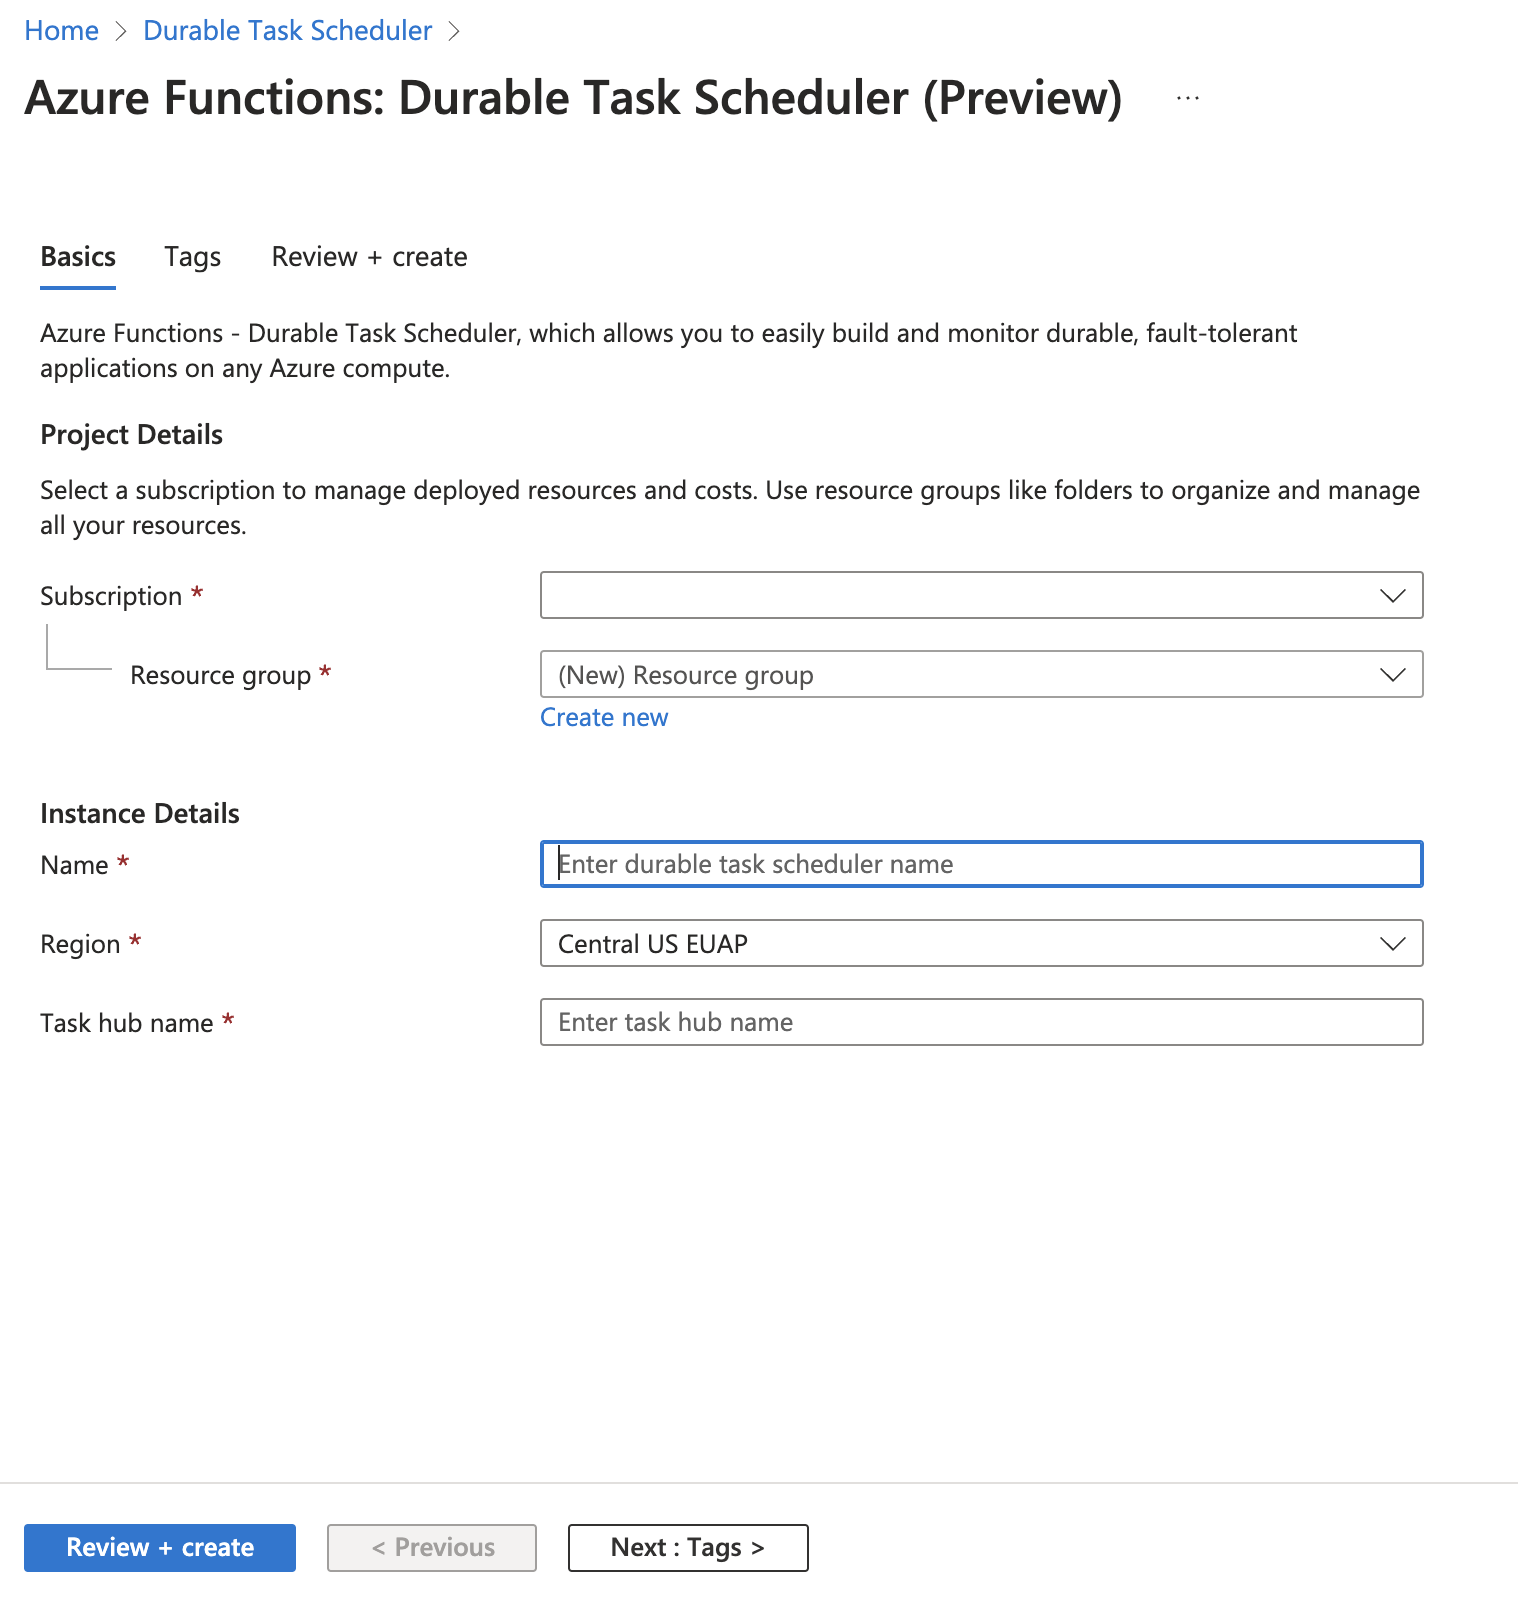 Home > Durable Task Scheduler >
Azure Functions: Durable Task Scheduler (Preview) ...
Basics Tags Review + create
Azure Functions - Durable Task Scheduler, which allows you to easily build and monitor durable, fault-tolerant
applications on any Azure compute.
Project Details
Select a subscription to manage deployed resources and costs. Use resource groups like folders to organize and manage
all your resources.
Subscription *
Resource group * (New) Resource group
Create new
Instance Details
Name * Enter durable task scheduler name
Region * Central US EUAP
Task hub name * Enter task hub name
Review + create < Previous Next : Tags >